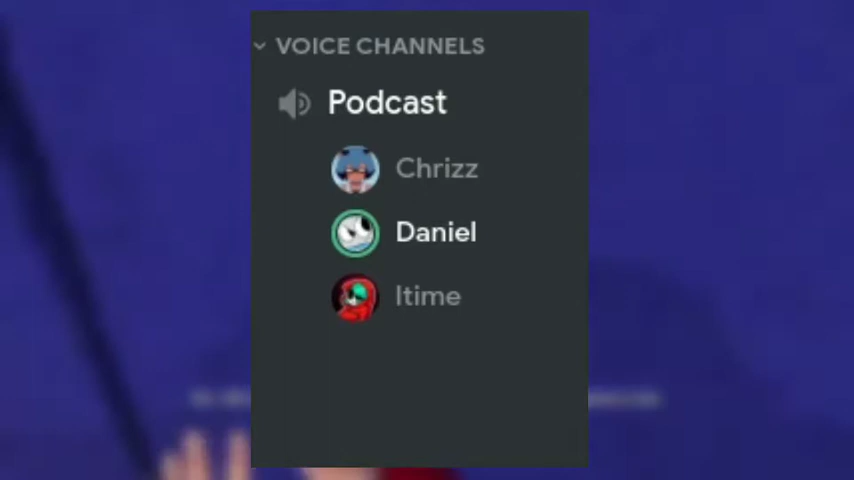 VOICE CHANNELS
Podcast
Chrizz
Daniel
Itime